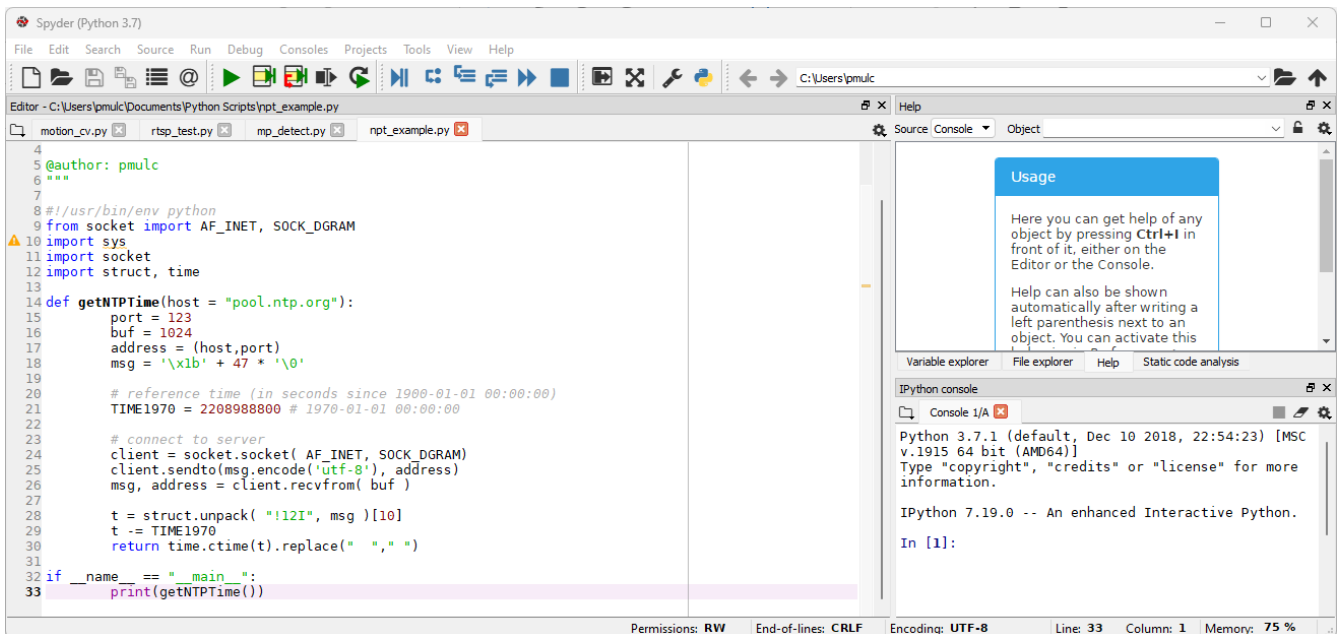 Spyder (Python 3.7)
File Edit Search Source Run Debug Consoles Projects Tools View Help
C:\Users\pmulc
Editor - C:\Users\pmulc\Documents\Python Scripts\npt_example.py
motion_cv.py rtsp_test.py mp_detect.py npt_example.py
4
5 @author: pmulc
6 """
7
8 #!/usr/bin/env python
9 from socket import AF_INET, SOCK_DGRAM
10 import sys
11 import socket
12 import struct, time
13
14 def getNTPTime(host = "pool.ntp.org"):
15         port = 123
16         buf = 1024
17         address = (host,port)
18         msg = '\x1b' + 47 * '\0'
19
20         # reference time (in seconds since 1900-01-01 00:00:00)
21         TIME1970 = 2208988800 # 1970-01-01 00:00:00
22
23         # connect to server
24         client = socket.socket( AF_INET, SOCK_DGRAM)
25         client.sendto(msg.encode('utf-8'), address)
26         msg, address = client.recvfrom( buf )
27
28         t = struct.unpack( "!12I", msg )[10]
29         t -= TIME1970
30         return time.ctime(t).replace("  "," ")
31
32 if __name__ == "__main__":
33         print(getNTPTime())
Help
Source Console Object
Usage
Here you can get help of any
object by pressing Ctrl+I in
front of it, either on the
Editor or the Console.
Help can also be shown
automatically after writing a
left parenthesis next to an
object. You can activate this
Variable explorer File explorer Help Static code analysis
IPython console
Console 1/A
Python 3.7.1 (default, Dec 10 2018, 22:54:23) [MSC
v.1915 64 bit (AMD64)]
Type "copyright", "credits" or "license" for more
information.
IPython 7.19.0 -- An enhanced Interactive Python.
In [1]:
Permissions: RW End-of-lines: CRLF Encoding: UTF-8 Line: 33 Column: 1 Memory: 75 %